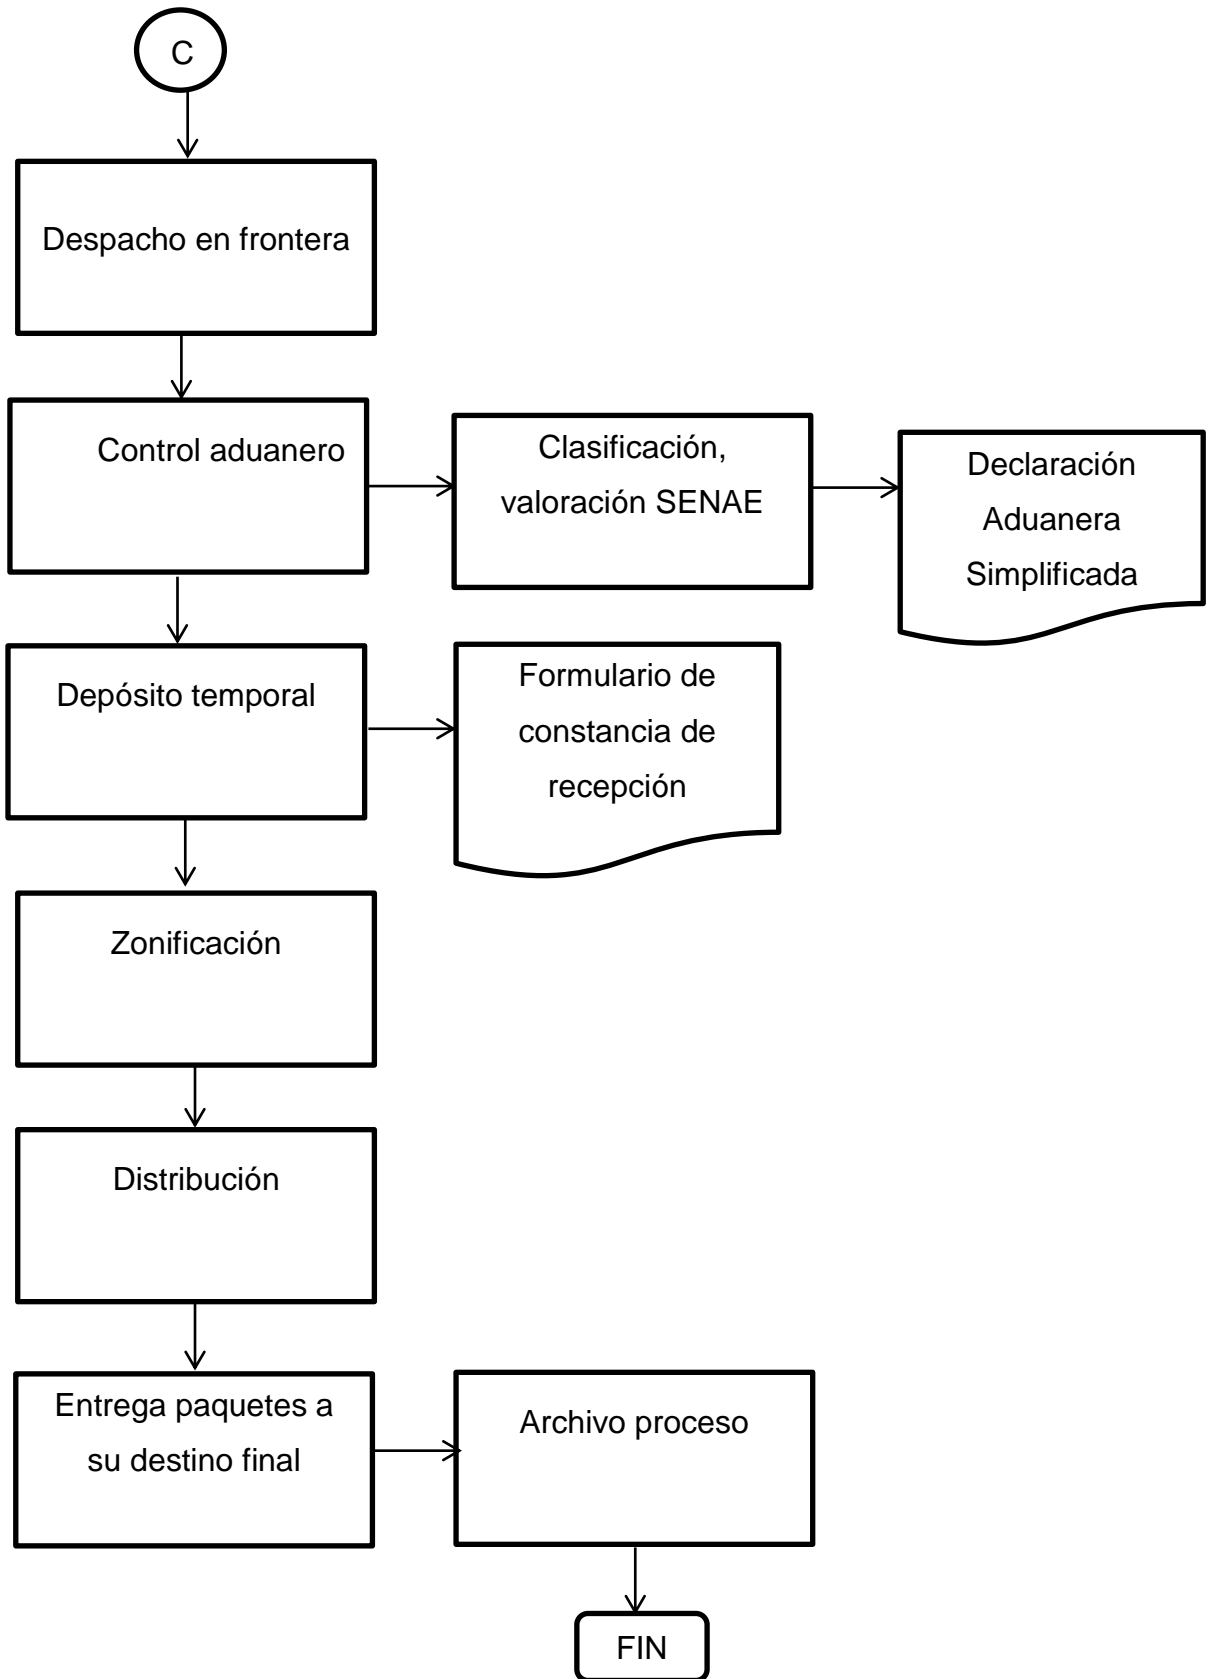 C
Despacho en frontera
Control aduanero
Clasificación,
valoración SENAE
Declaración
Aduanera
Simplificada
Depósito temporal
Formulario de
constancia de
recepción
Zonificación
Distribución
Entrega paquetes a
su destino final
Archivo proceso
FIN